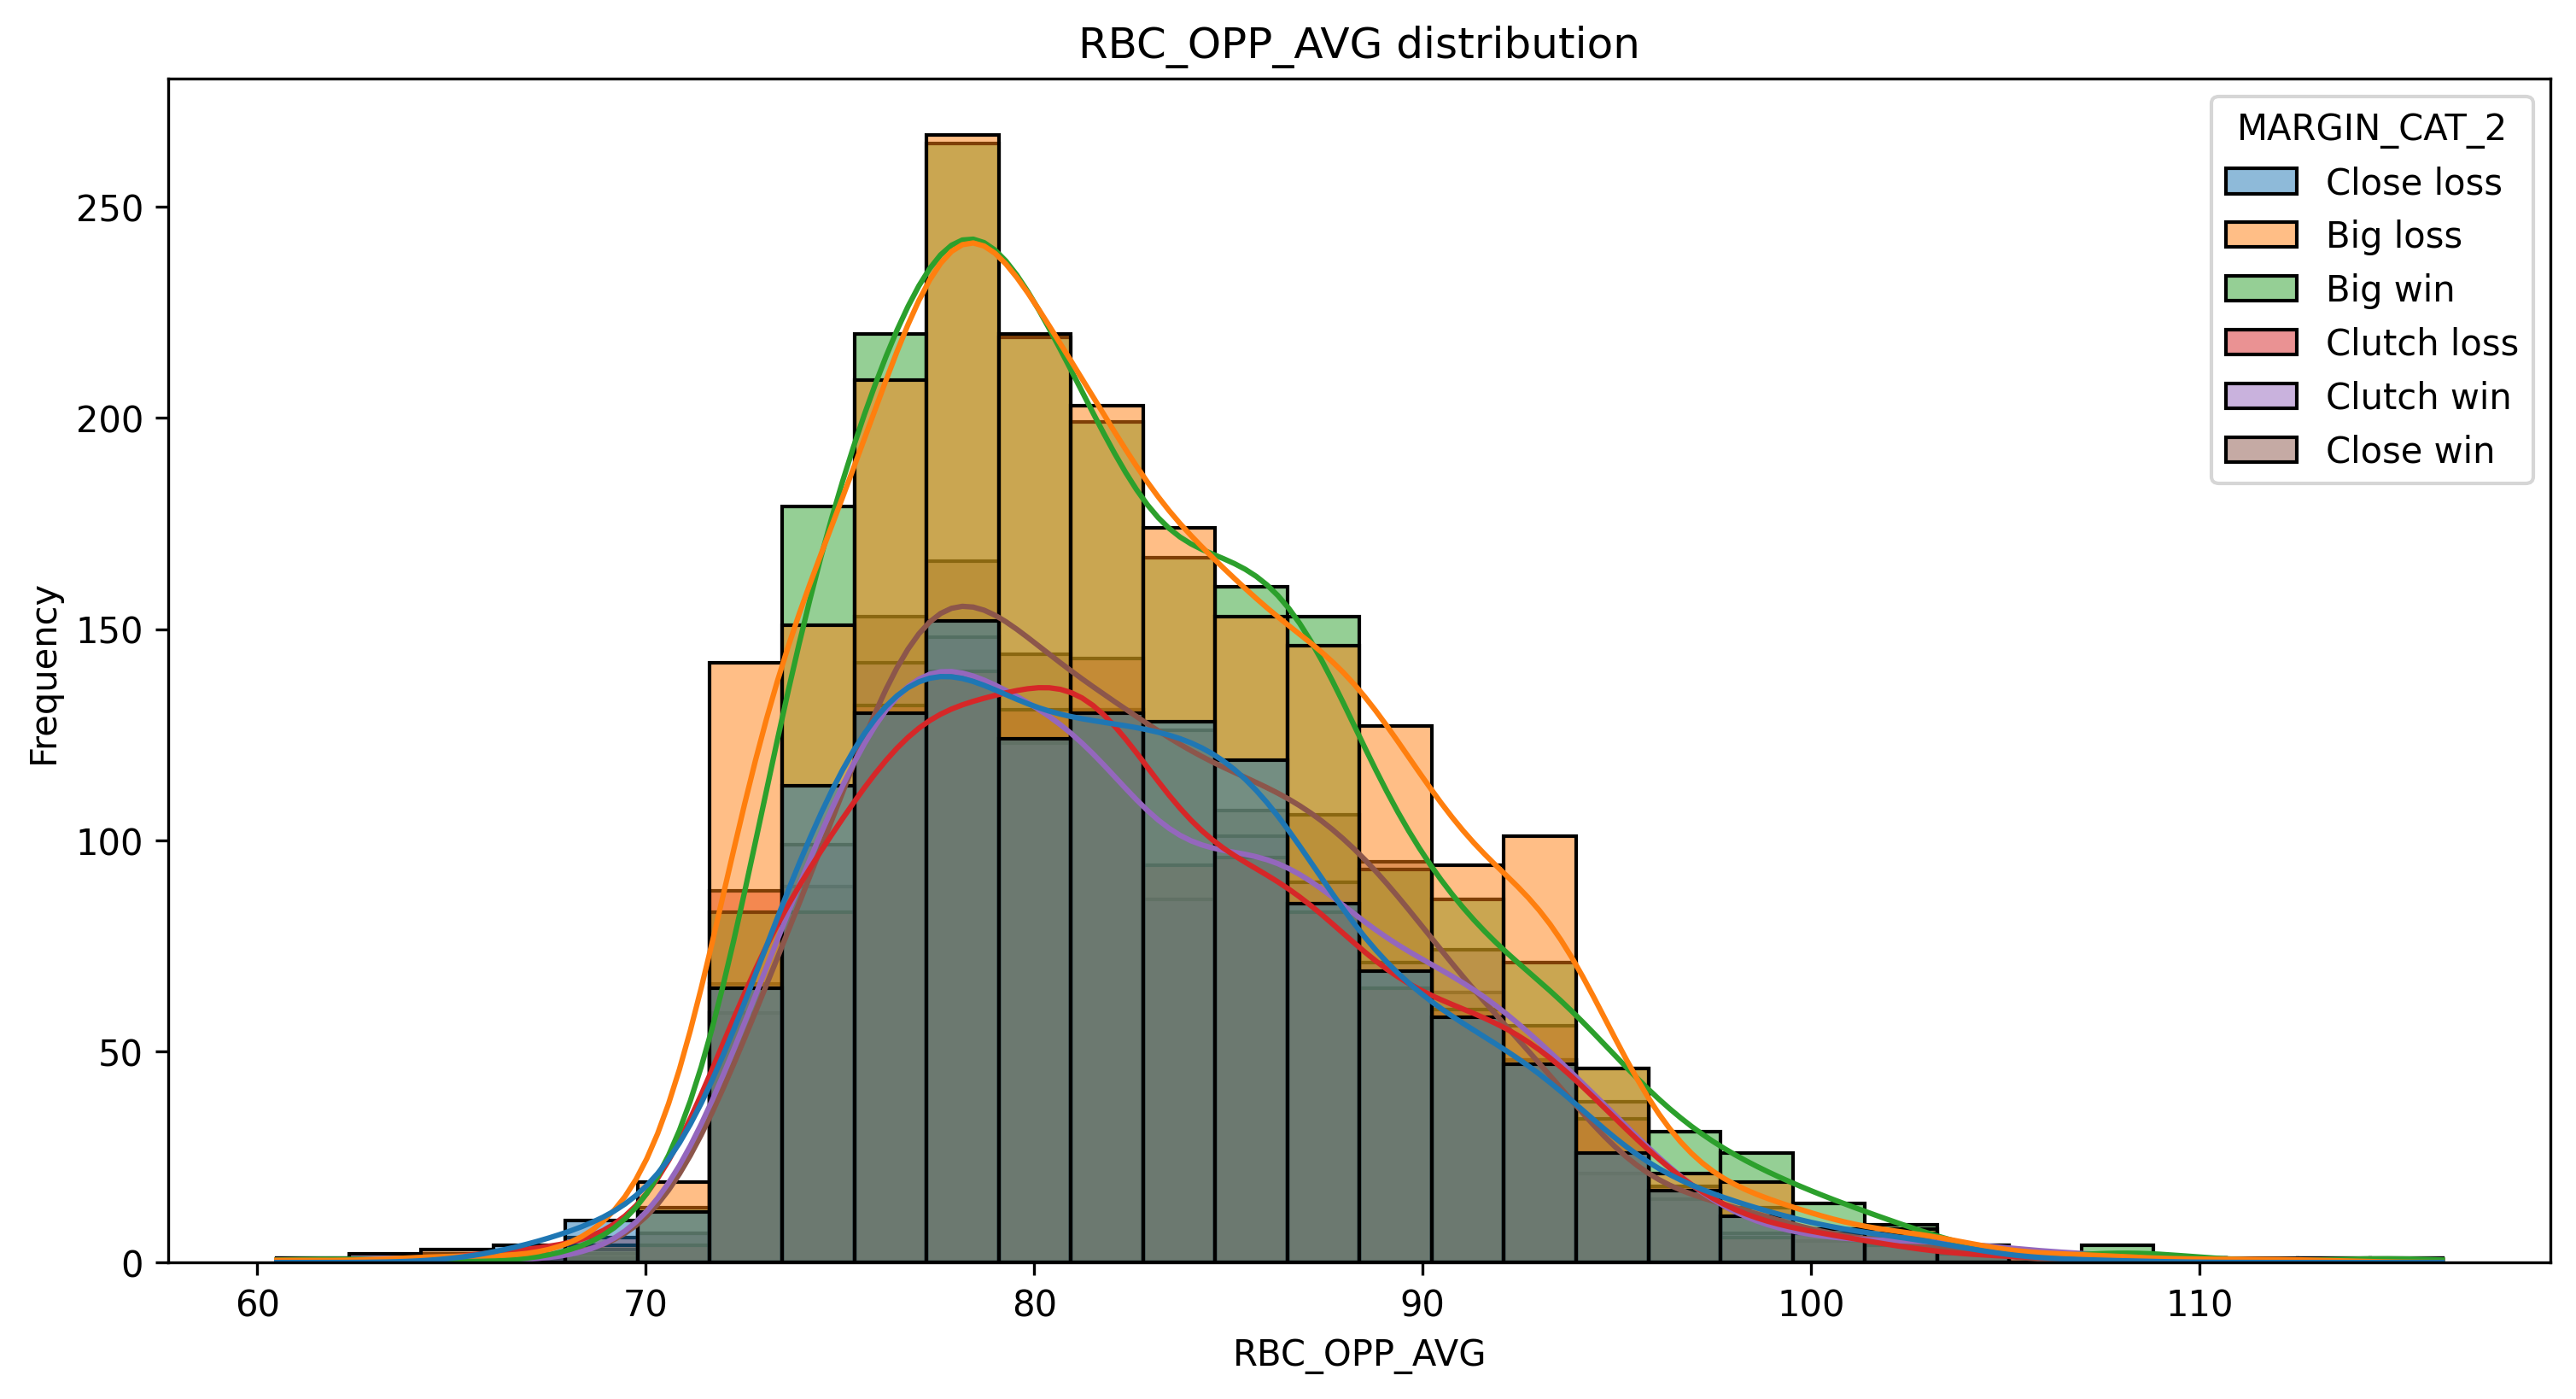 RBC_OPP_AVG distribution
MARGIN_CAT_2
Close loss
Big loss
Big win
Clutch loss
Clutch win
Close win
Frequency
250
200
150
100
50
0
60 70 80 90 100 110
RBC_OPP_AVG